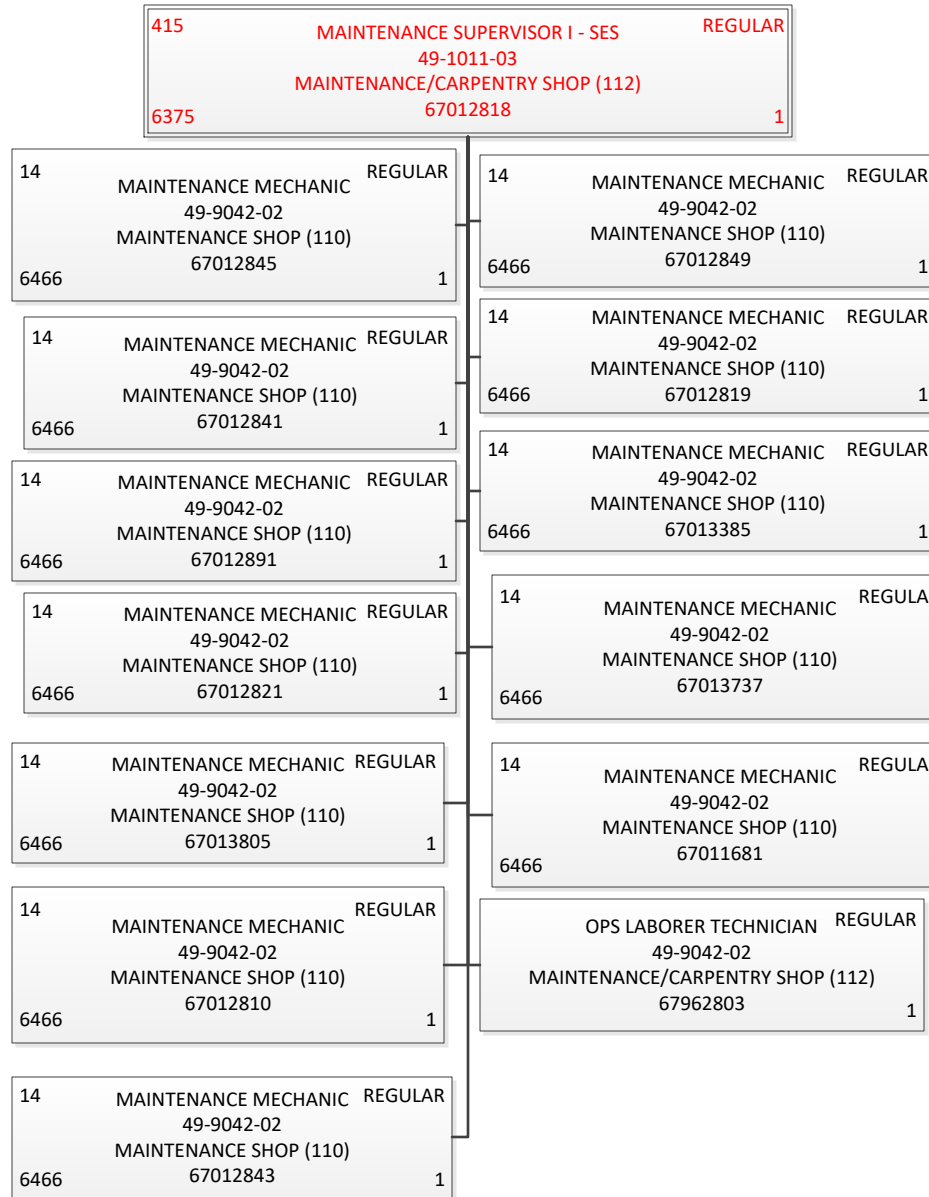 415 MAINTENANCE SUPERVISOR I - SES REGULAR
49-1011-03
MAINTENANCE/CARPENTRY SHOP (112)
6375 67012818 1
14 MAINTENANCE MECHANIC REGULAR
49-9042-02
MAINTENANCE SHOP (110)
67012845
6466 1
14 MAINTENANCE MECHANIC REGULAR
49-9042-02
MAINTENANCE SHOP (110)
67012849
6466 1
14 MAINTENANCE MECHANIC REGULAR
49-9042-02
MAINTENANCE SHOP (110)
67012841
6466 1
14 MAINTENANCE MECHANIC REGULAR
49-9042-02
MAINTENANCE SHOP (110)
67012819
6466 1
14 MAINTENANCE MECHANIC REGULAR
49-9042-02
MAINTENANCE SHOP (110)
67012891
6466 1
14 MAINTENANCE MECHANIC REGULAR
49-9042-02
MAINTENANCE SHOP (110)
67013385
6466 1
14 MAINTENANCE MECHANIC REGULAR
49-9042-02
MAINTENANCE SHOP (110)
67012821
6466 1
14 MAINTENANCE MECHANIC REGULA
49-9042-02
MAINTENANCE SHOP (110)
67013737
6466
14 MAINTENANCE MECHANIC REGULAR
49-9042-02
MAINTENANCE SHOP (110)
67013805
6466 1
14 MAINTENANCE MECHANIC REGULA
49-9042-02
MAINTENANCE SHOP (110)
67011681
6466
14 MAINTENANCE MECHANIC REGULAR
49-9042-02
MAINTENANCE SHOP (110)
67012810
6466 1
OPS LABORER TECHNICIAN REGULAR
49-9042-02
MAINTENANCE/CARPENTRY SHOP (112)
67962803
1
14 MAINTENANCE MECHANIC REGULAR
49-9042-02
MAINTENANCE SHOP (110)
67012843
6466 1